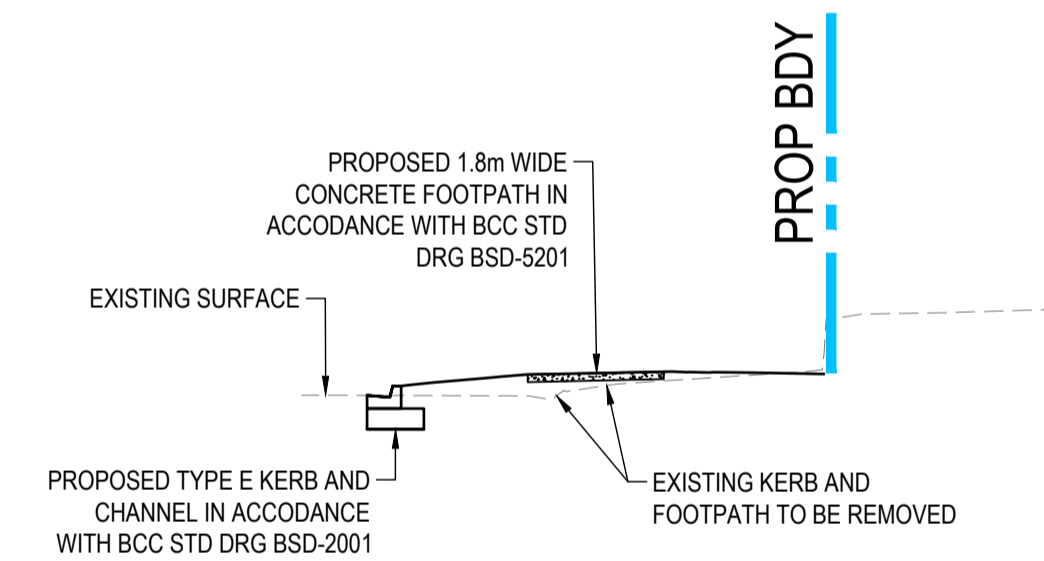 PROP BDY
PROPOSED 1.8m WIDE
CONCRETE FOOTPATH IN
ACCODANCE WITH BCC STD
DRG BSD-5201
EXISTING SURFACE
PROPOSED TYPE E KERB AND
CHANNEL IN ACCODANCE
WITH BCC STD DRG BSD-2001
EXISTING KERB AND
FOOTPATH TO BE REMOVED